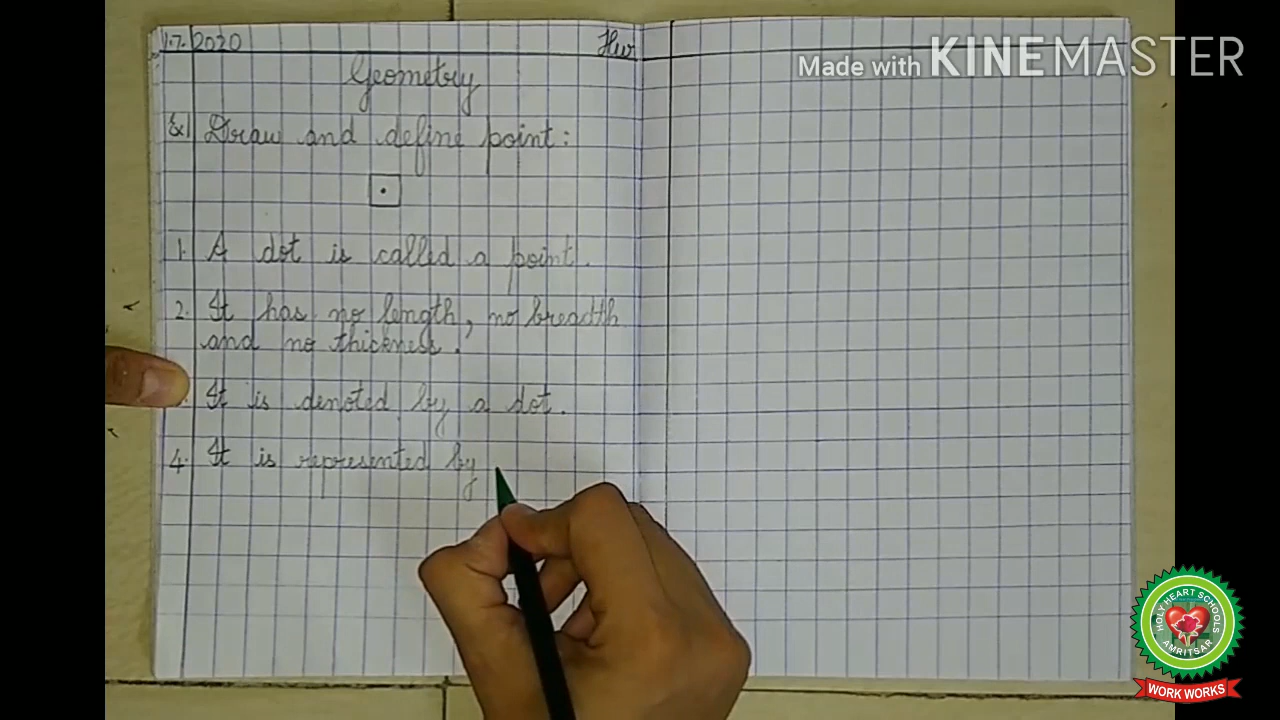 1.7.2020 Hw
Made with KINEMASTER
Geometry
Q1 Draw and define point:
1. A dot is called a point.
2. It has no length, no breadth
and no thickness.
It is denoted by a dot.
4. It is represented by
HOLY HEART SCHOOLS
AMRITSAR
WORK WORKS